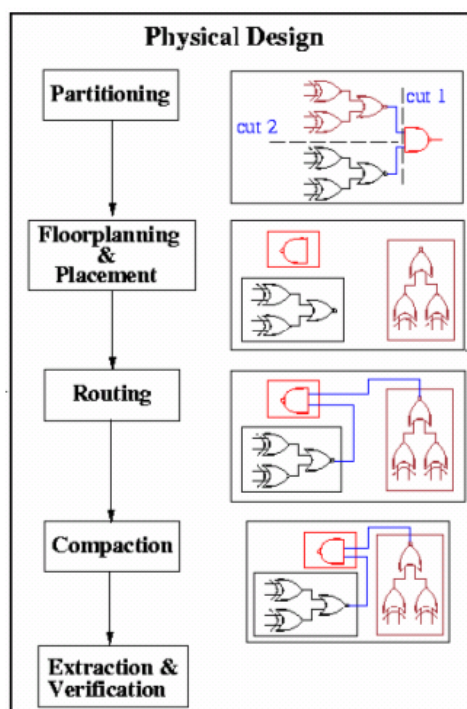 Physical Design
Partitioning
cut 1
cut 2
Floorplanning
&
Placement
Routing
Compaction
Extraction &
Verification